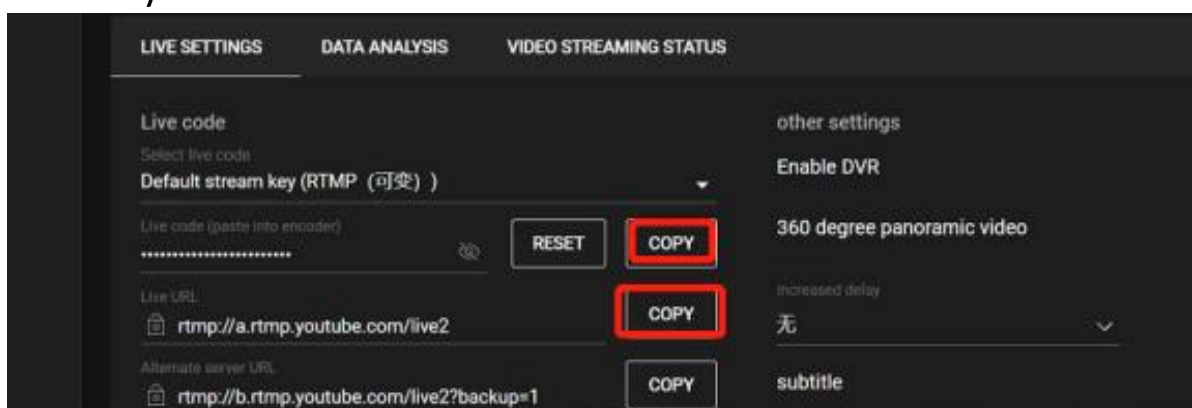 LIVE SETTINGS DATA ANALYSIS VIDEO STREAMING STATUS
Live code
Select live code
Default stream key (RTMP (可变) )
Live code (paste into encoder)
•••••••••••••••••••••••• RESET COPY
Live URL
rtmp://a.rtmp.youtube.com/live2 COPY
Alternate server URL
rtmp://b.rtmp.youtube.com/live2?backup=1 COPY
other settings
Enable DVR
360 degree panoramic video
increased delay
无
subtitle